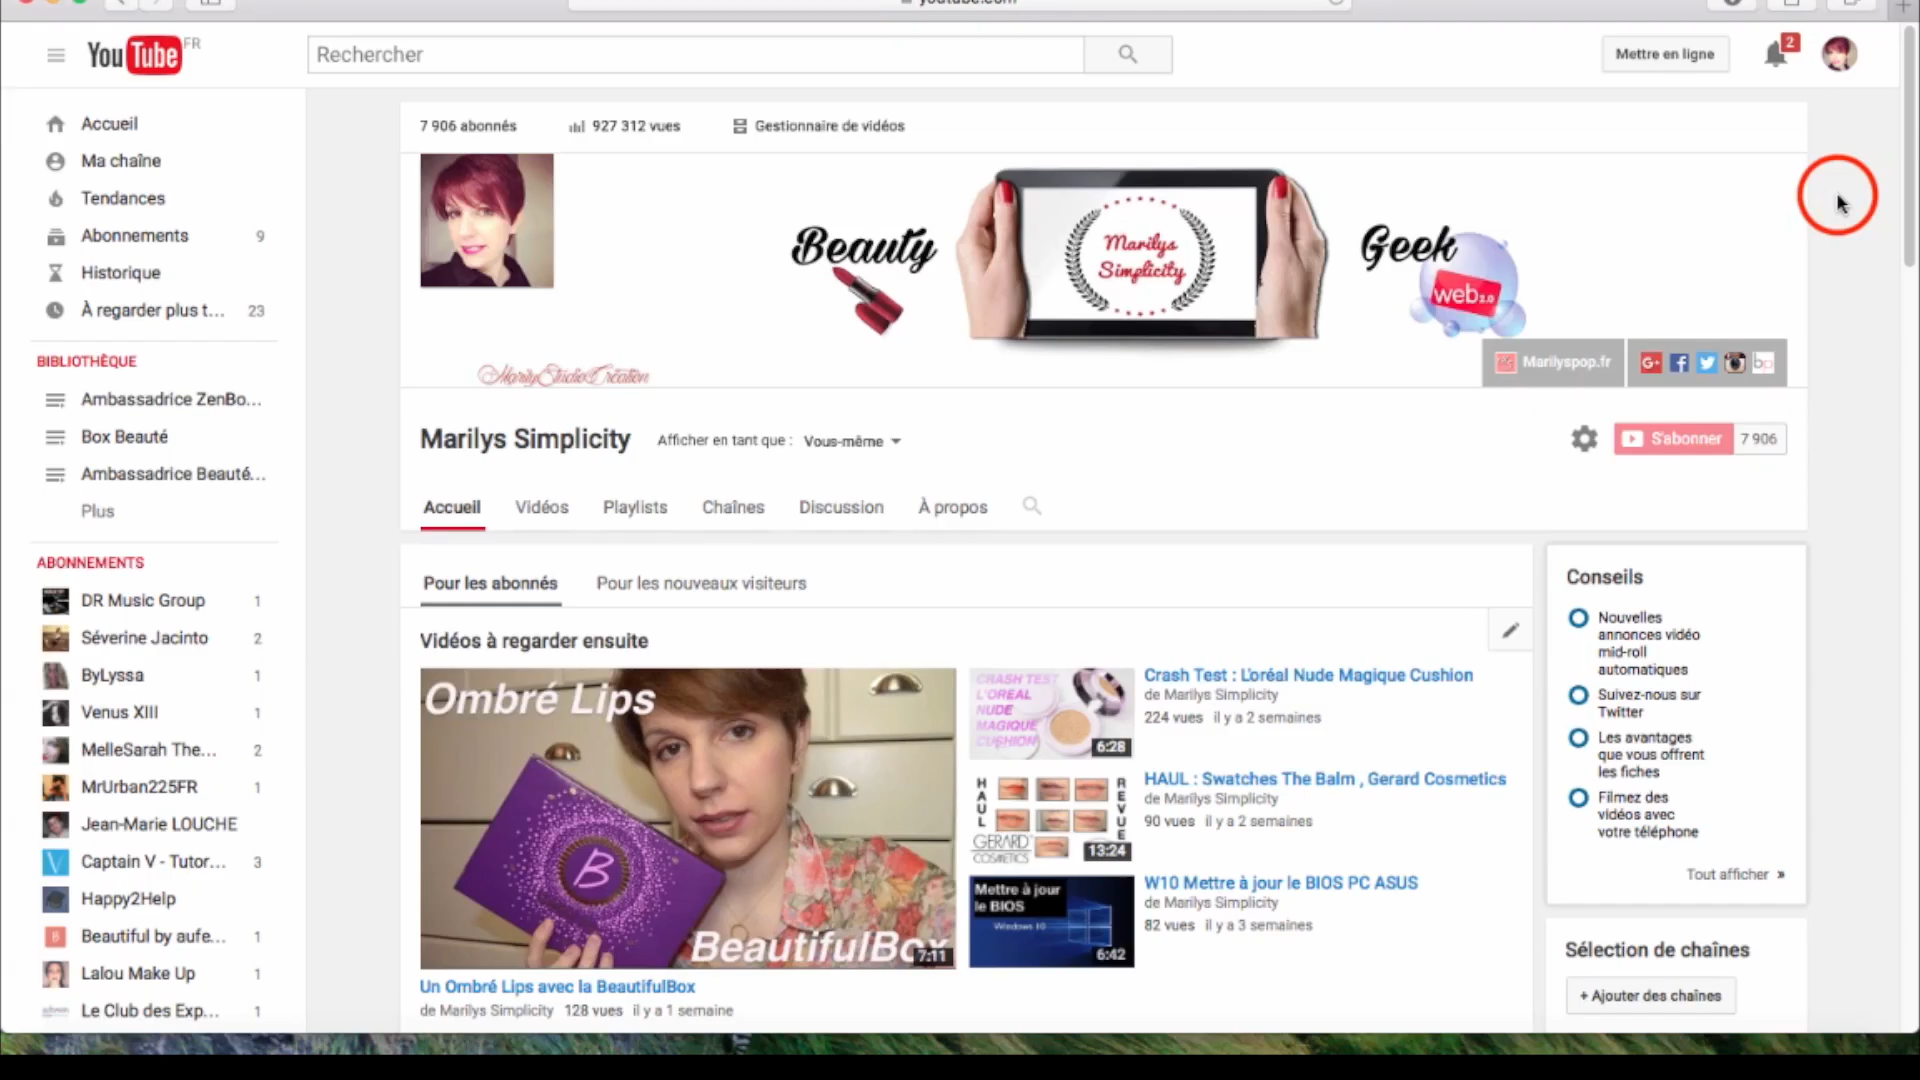 YouTube FR
Rechercher
Mettre en ligne
2
Accueil
Ma chaîne
Tendances
Abonnements 9
Historique
À regarder plus t... 23
BIBLIOTHÈQUE
Ambassadrice ZenBo...
Box Beauté
Ambassadrice Beauté...
Plus
ABONNEMENTS
DR Music Group 1
Séverine Jacinto 2
ByLyssa 1
Venus XIII 1
MelleSarah The... 2
MrUrban225FR 1
Jean-Marie LOUCHE
Captain V - Tutor... 3
Happy2Help
Beautiful by aufe... 1
Lalou Make Up 1
Le Club des Exp... 1
7 906 abonnés 927 312 vues Gestionnaire de vidéos
Beauty
Marilys
Simplicity
Geek
web2.0
MarilyStudioCréation
Marilyspop.fr
Marilys Simplicity Afficher en tant que : Vous-même
S'abonner 7 906
Accueil Vidéos Playlists Chaînes Discussion À propos
Pour les abonnés Pour les nouveaux visiteurs
Vidéos à regarder ensuite
Ombré Lips
B
BeautifulBox
7:11
Un Ombré Lips avec la BeautifulBox
de Marilys Simplicity 128 vues il y a 1 semaine
CRASH TEST
L'OREAL
NUDE
MAGIQUE
CUSHION
6:28
Crash Test : L'oréal Nude Magique Cushion
de Marilys Simplicity
224 vues il y a 2 semaines
HAUL
REVUE
GERARD
COSMETICS
13:24
HAUL : Swatches The Balm , Gerard Cosmetics
de Marilys Simplicity
90 vues il y a 2 semaines
Mettre à jour
le BIOS
Windows 10
6:42
W10 Mettre à jour le BIOS PC ASUS
de Marilys Simplicity
82 vues il y a 3 semaines
Conseils
Nouvelles
annonces vidéo
mid-roll
automatiques
Suivez-nous sur
Twitter
Les avantages
que vous offrent
les fiches
Filmez des
vidéos avec
votre téléphone
Tout afficher »
Sélection de chaînes
+ Ajouter des chaînes